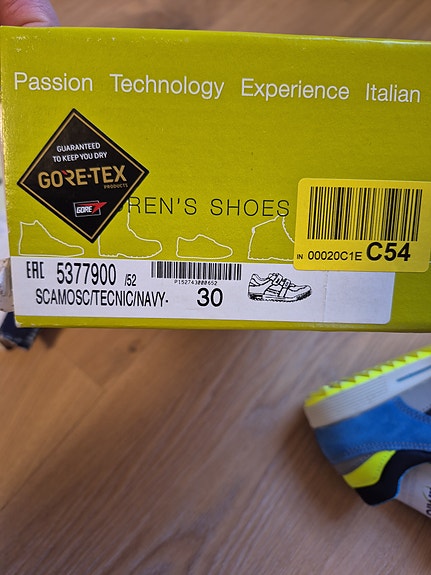 Passion Technology Experience Italian
GUARANTEED
TO KEEP YOU DRY
GORE-TEX
PRODUCTS
GORE
REN'S SHOES
IN 00020C1E C54
EAC 5377900 /52
P152743000652
SCAMOSC/TECNIC/NAVY-
30